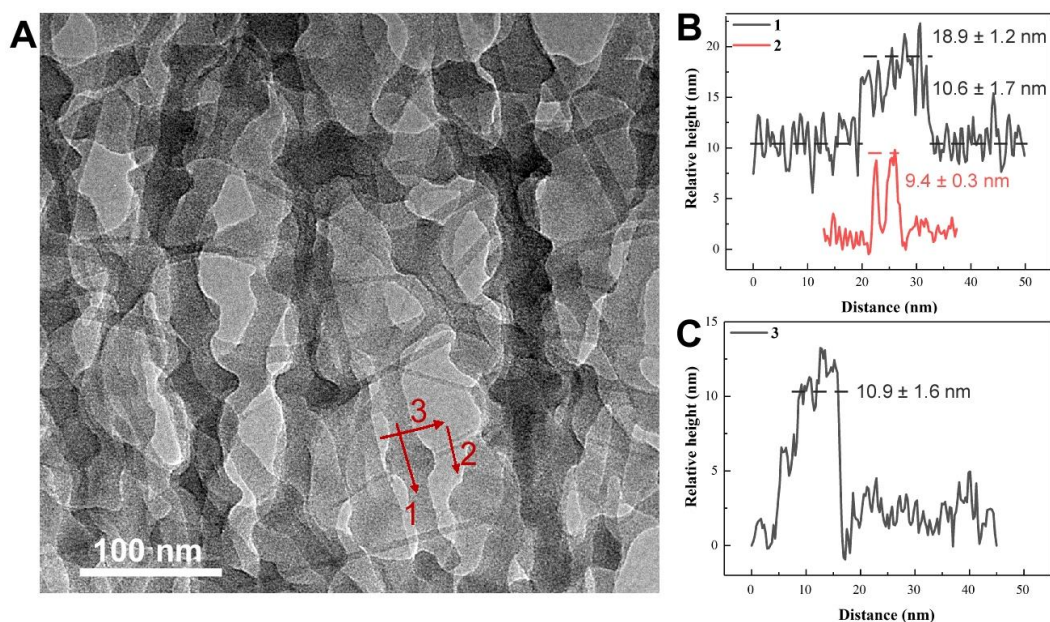 A
3
2
1
100 nm
B
1
2
18.9 ± 1.2 nm
10.6 ± 1.7 nm
9.4 ± 0.3 nm
Relative height (nm)
20
15
10
5
0
0 10 20 30 40 50
Distance (nm)
C
3
10.9 ± 1.6 nm
Relative height (nm)
15
10
5
0
0 10 20 30 40 50
Distance (nm)